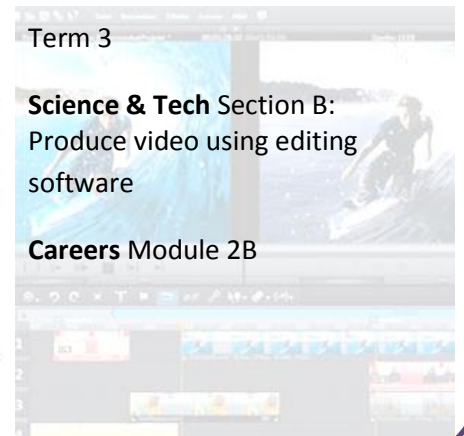 Term 3
Science & Tech Section B:
Produce video using editing
software
Careers Module 2B